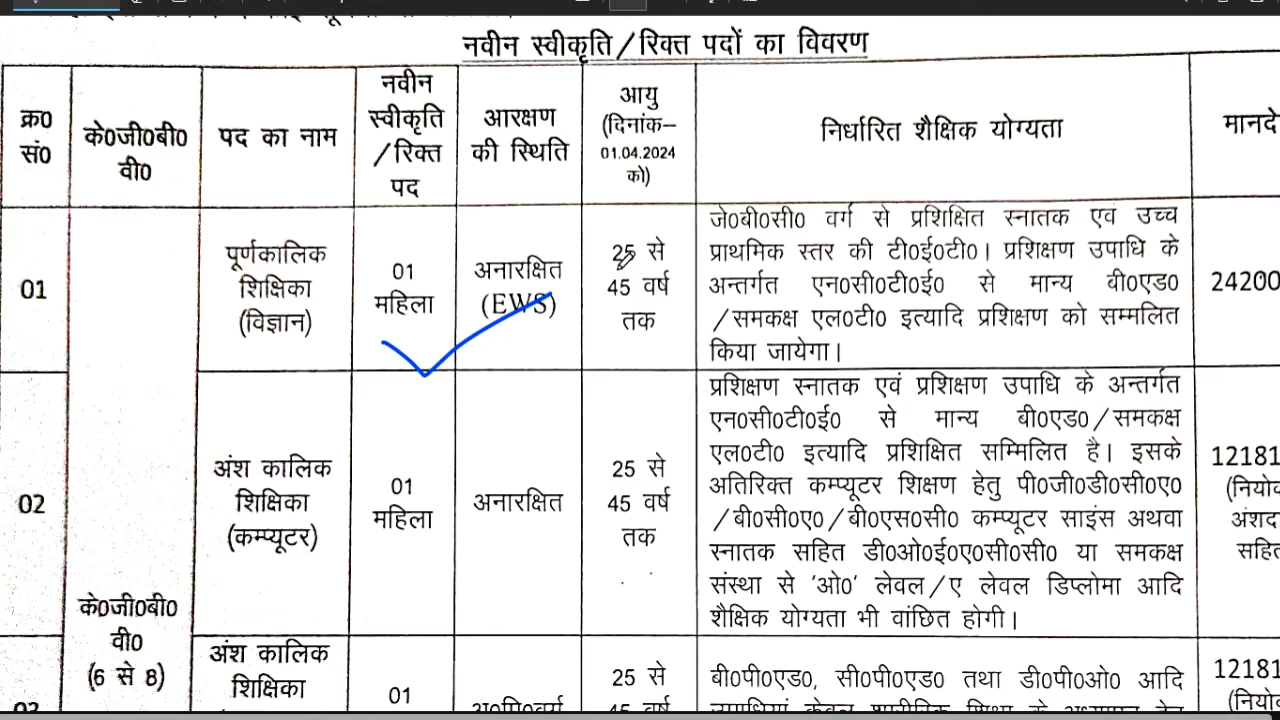 नवीन स्वीकृति/रिक्त पदों का विवरण
क्र0
सं0
के0जी0बी0
वी0
पद का नाम
नवीन
स्वीकृति
/रिक्त
पद
आरक्षण
की स्थिति
आयु
(दिनांक–
01.04.2024
को)
निर्धारित शैक्षिक योग्यता
01
पूर्णकालिक
शिक्षिका
(विज्ञान)
01
महिला
अनारक्षित
(EWS)
25 से
45 वर्ष
तक
जे0बी0सी0 वर्ग से प्रशिक्षित स्नातक एवं उच्च
प्राथमिक स्तर की टी0ई0टी0। प्रशिक्षण उपाधि के
अन्तर्गत एन0सी0टी0ई0 से मान्य बी0एड0
/समकक्ष एल0टी0 इत्यादि प्रशिक्षण को सम्मलित
किया जायेगा।
24200
02
अंश कालिक
शिक्षिका
(कम्प्यूटर)
01
महिला
अनारक्षित
25 से
45 वर्ष
तक
प्रशिक्षण स्नातक एवं प्रशिक्षण उपाधि के अन्तर्गत
एन0सी0टी0ई0 से मान्य बी0एड0/समकक्ष
एल0टी0 इत्यादि प्रशिक्षित सम्मिलित है। इसके
अतिरिक्त कम्प्यूटर शिक्षण हेतु पी0जी0डी0सी0ए0
/बी0सी0ए0/बी0एस0सी0 कम्प्यूटर साइंस अथवा
स्नातक सहित डी0ओ0ई0ए0सी0सी0 या समकक्ष
संस्था से 'ओ0' लेवल/ए लेवल डिप्लोमा आदि
शैक्षिक योग्यता भी वांछित होगी।
12181
के0जी0बी0
वी0
(6 से 8)
अंश कालिक
शिक्षिका
01
25 से
45 वर्ष
बी0पी0एड0, सी0पी0एड0 तथा डी0पी0ओ0 आदि
12181